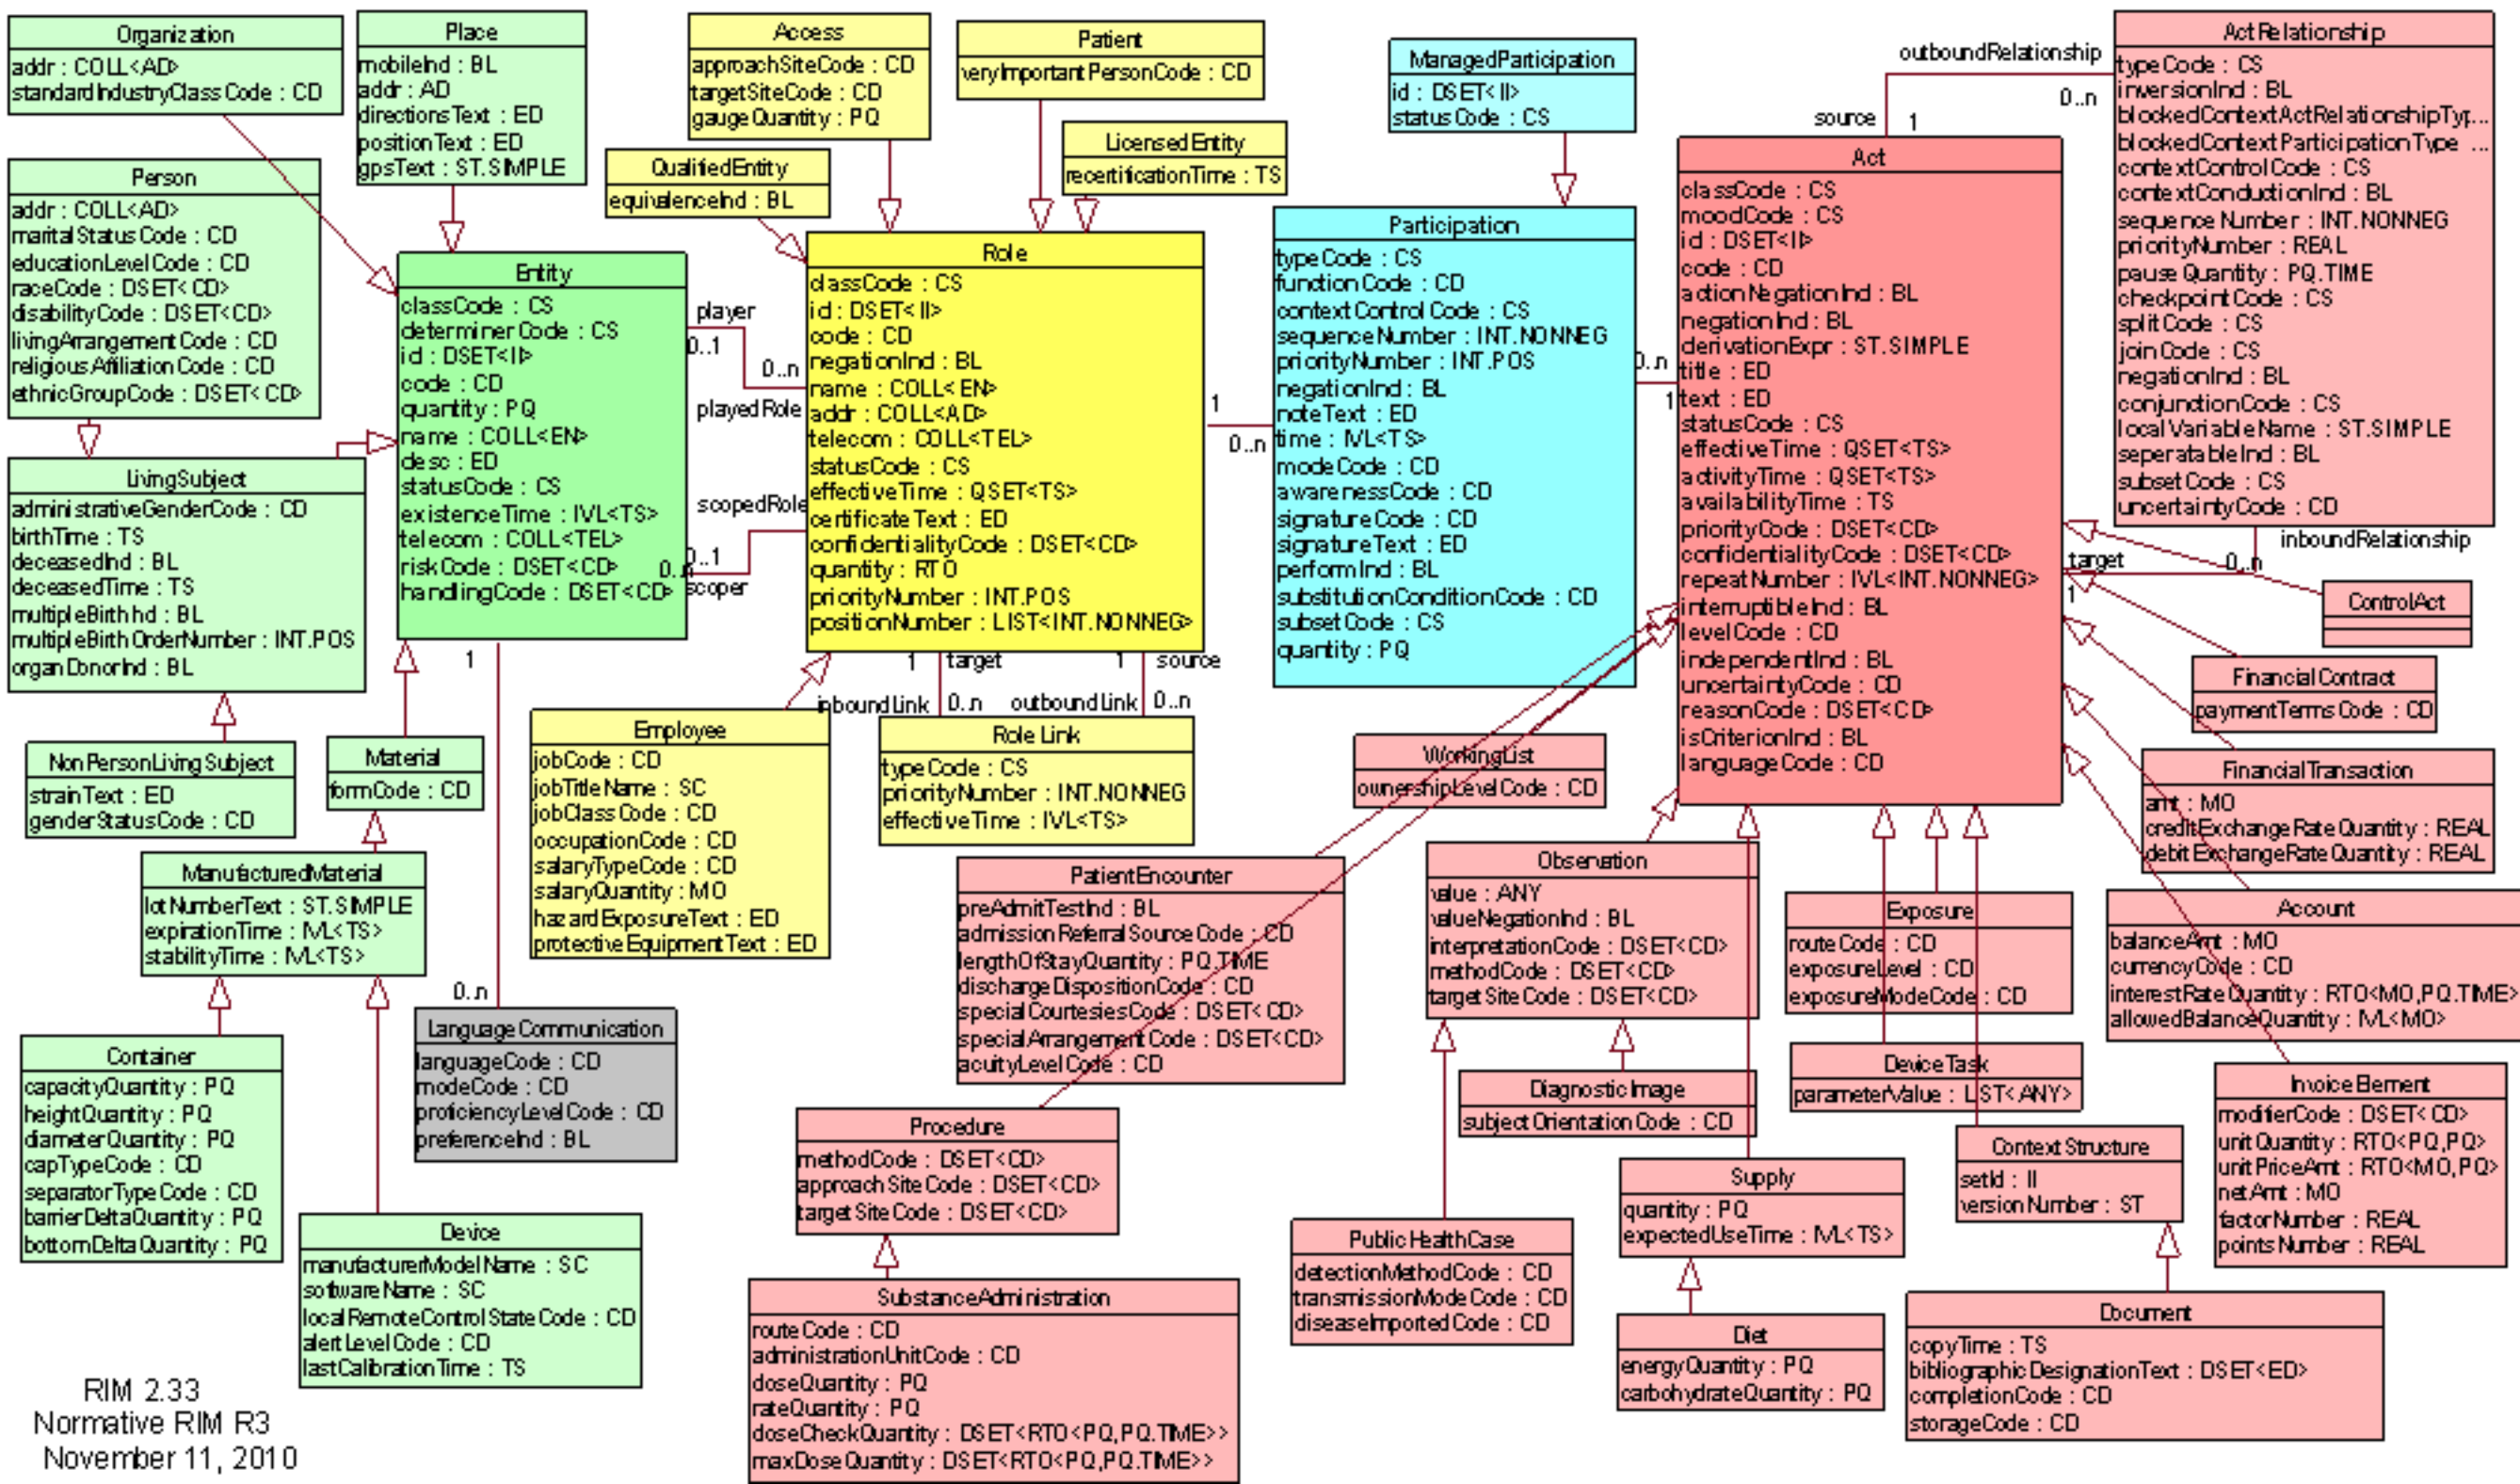 Organization
addr : COLL<AD>
standardIndustryClassCode : CD
Place
mobileInd : BL
addr : AD
directionsText : ED
positionText : ED
gpsText : ST.SIMPLE
Access
approachSiteCode : CD
targetSiteCode : CD
gaugeQuantity : PQ
Patient
veryImportantPersonCode : CD
ManagedParticipation
id : DSET<II>
statusCode : CS
outboundRelationship
0..n
source
1
ActRelationship
typeCode : CS
inversionInd : BL
blockedContextActRelationshipTyp...
blockedContextParticipationType ...
contextControlCode : CS
contextConductionInd : BL
sequenceNumber : INT.NONNEG
priorityNumber : REAL
pauseQuantity : PQ.TIME
checkpointCode : CS
splitCode : CS
joinCode : CS
negationInd : BL
conjunctionCode : CS
localVariableName : ST.SIMPLE
seperatableInd : BL
subsetCode : CS
uncertaintyCode : CD
Person
addr : COLL<AD>
maritalStatusCode : CD
educationLevelCode : CD
raceCode : DSET<CD>
disabilityCode : DSET<CD>
livingArrangementCode : CD
religiousAffiliationCode : CD
ethnicGroupCode : DSET<CD>
QualifiedEntity
equivalenceInd : BL
LicensedEntity
recertificationTime : TS
Entity
classCode : CS
determinerCode : CS
id : DSET<II>
code : CD
quantity : PQ
name : COLL<EN>
desc : ED
statusCode : CS
existenceTime : IVL<TS>
telecom : COLL<TEL>
riskCode : DSET<CD>
handlingCode : DSET<CD>
player
0..1
0..n
playedRole
scopedRole
0..1
0..n
scoper
Role
classCode : CS
id : DSET<II>
code : CD
negationInd : BL
name : COLL<EN>
addr : COLL<AD>
telecom : COLL<TEL>
statusCode : CS
effectiveTime : QSET<TS>
certificateText : ED
confidentialityCode : DSET<CD>
quantity : RTO
priorityNumber : INT.POS
positionNumber : LIST<INT.NONNEG>
1
0..n
Participation
typeCode : CS
functionCode : CD
contextControlCode : CS
sequenceNumber : INT.NONNEG
priorityNumber : INT.POS
negationInd : BL
noteText : ED
time : IVL<TS>
modeCode : CD
awarenessCode : CD
signatureCode : CD
signatureText : ED
performInd : BL
substitutionConditionCode : CD
subsetCode : CS
quantity : PQ
0..n
1
Act
classCode : CS
moodCode : CS
id : DSET<II>
code : CD
actionNegationInd : BL
negationInd : BL
derivationExpr : ST.SIMPLE
title : ED
text : ED
statusCode : CS
effectiveTime : QSET<TS>
activityTime : QSET<TS>
availabilityTime : TS
priorityCode : DSET<CD>
confidentialityCode : DSET<CD>
repeatNumber : IVL<INT.NONNEG>
interruptibleInd : BL
levelCode : CD
independentInd : BL
uncertaintyCode : CD
reasonCode : DSET<CD>
isCriterionInd : BL
languageCode : CD
inboundRelationship
target
0..n
1
ControlAct
FinancialContract
paymentTermsCode : CD
FinancialTransaction
amt : MO
creditExchangeRateQuantity : REAL
debitExchangeRateQuantity : REAL
LivingSubject
administrativeGenderCode : CD
birthTime : TS
deceasedInd : BL
deceasedTime : TS
multipleBirthInd : BL
multipleBirthOrderNumber : INT.POS
organDonorInd : BL
1
1
target
1
source
inboundLink
0..n
outboundLink
0..n
NonPersonLivingSubject
strainText : ED
genderStatusCode : CD
Material
formCode : CD
Employee
jobCode : CD
jobTitleName : SC
jobClassCode : CD
occupationCode : CD
salaryTypeCode : CD
salaryQuantity : MO
hazardExposureText : ED
protectiveEquipmentText : ED
Role Link
typeCode : CS
priorityNumber : INT.NONNEG
effectiveTime : IVL<TS>
WorkingList
ownershipLevelCode : CD
ManufacturedMaterial
lotNumberText : ST.SIMPLE
expirationTime : IVL<TS>
stabilityTime : IVL<TS>
PatientEncounter
preAdmitTestInd : BL
admissionReferralSourceCode : CD
lengthOfStayQuantity : PQ.TIME
dischargeDispositionCode : CD
specialCourtesiesCode : DSET<CD>
specialArrangementCode : DSET<CD>
acuityLevelCode : CD
Observation
value : ANY
valueNegationInd : BL
interpretationCode : DSET<CD>
methodCode : DSET<CD>
targetSiteCode : DSET<CD>
Exposure
routeCode : CD
exposureLevel : CD
exposureModeCode : CD
Account
balanceAmt : MO
currencyCode : CD
interestRateQuantity : RTO<MO,PQ.TIME>
allowedBalanceQuantity : IVL<MO>
0..n
LanguageCommunication
languageCode : CD
modeCode : CD
proficiencyLevelCode : CD
preferenceInd : BL
Container
capacityQuantity : PQ
heightQuantity : PQ
diameterQuantity : PQ
capTypeCode : CD
separatorTypeCode : CD
barrierDeltaQuantity : PQ
bottomDeltaQuantity : PQ
DiagnosticImage
subjectOrientationCode : CD
DeviceTask
parameterValue : LIST<ANY>
InvoiceElement
modifierCode : DSET<CD>
unitQuantity : RTO<PQ,PQ>
unitPriceAmt : RTO<MO,PQ>
netAmt : MO
factorNumber : REAL
pointsNumber : REAL
Procedure
methodCode : DSET<CD>
approachSiteCode : DSET<CD>
targetSiteCode : DSET<CD>
ContextStructure
setId : II
versionNumber : ST
Supply
quantity : PQ
expectedUseTime : IVL<TS>
Device
manufacturerModelName : SC
softwareName : SC
localRemoteControlStateCode : CD
alertLevelCode : CD
lastCalibrationTime : TS
PublicHealthCase
detectionMethodCode : CD
transmissionModeCode : CD
diseaseImportedCode : CD
SubstanceAdministration
routeCode : CD
administrationUnitCode : CD
doseQuantity : PQ
rateQuantity : PQ
doseCheckQuantity : DSET<RTO<PQ,PQ.TIME>>
maxDoseQuantity : DSET<RTO<PQ,PQ.TIME>>
Diet
energyQuantity : PQ
carbohydrateQuantity : PQ
Document
copyTime : TS
bibliographicDesignationText : DSET<ED>
completionCode : CD
storageCode : CD
RIM 2.33
Normative RIM R3
November 11, 2010